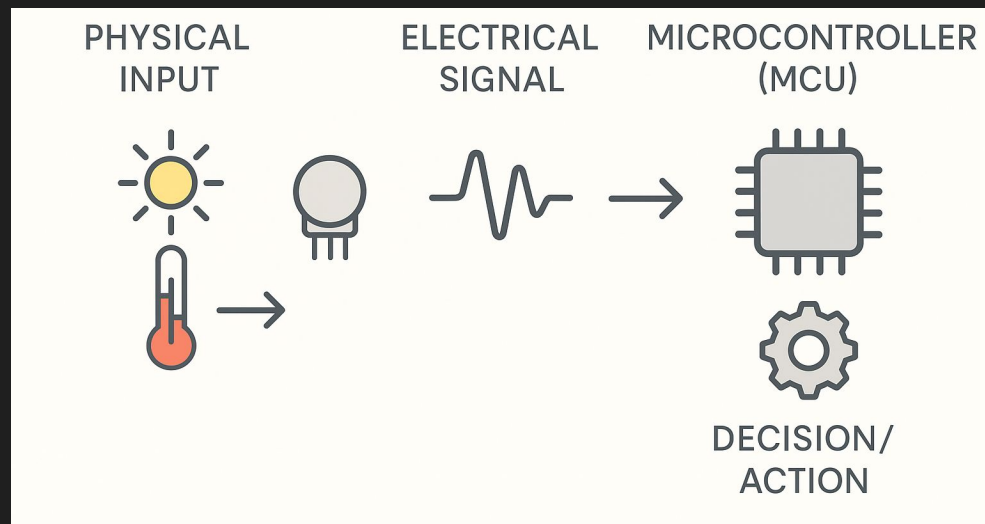 PHYSICAL
INPUT
ELECTRICAL
SIGNAL
MICROCONTROLLER
(MCU)
DECISION/
ACTION